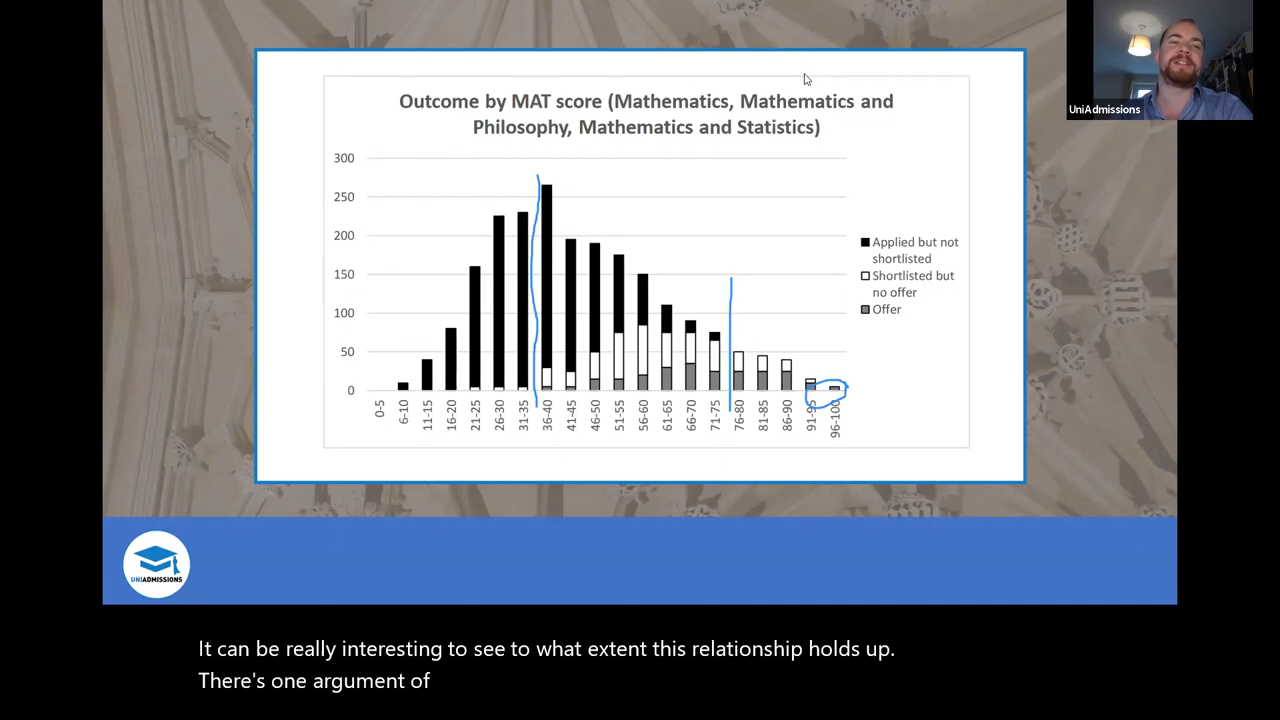 UniAdmissions
Outcome by MAT score (Mathematics, Mathematics and
Philosophy, Mathematics and Statistics)
300
250
200
150
100
50
0
0-5
6-10
11-15
16-20
21-25
26-30
31-35
36-40
41-45
46-50
51-55
56-60
61-65
66-70
71-75
76-80
81-85
86-90
91-95
96-100
Applied but not
shortlisted
Shortlisted but
no offer
Offer
UNIADMISSIONS
It can be really interesting to see to what extent this relationship holds up.
There's one argument of